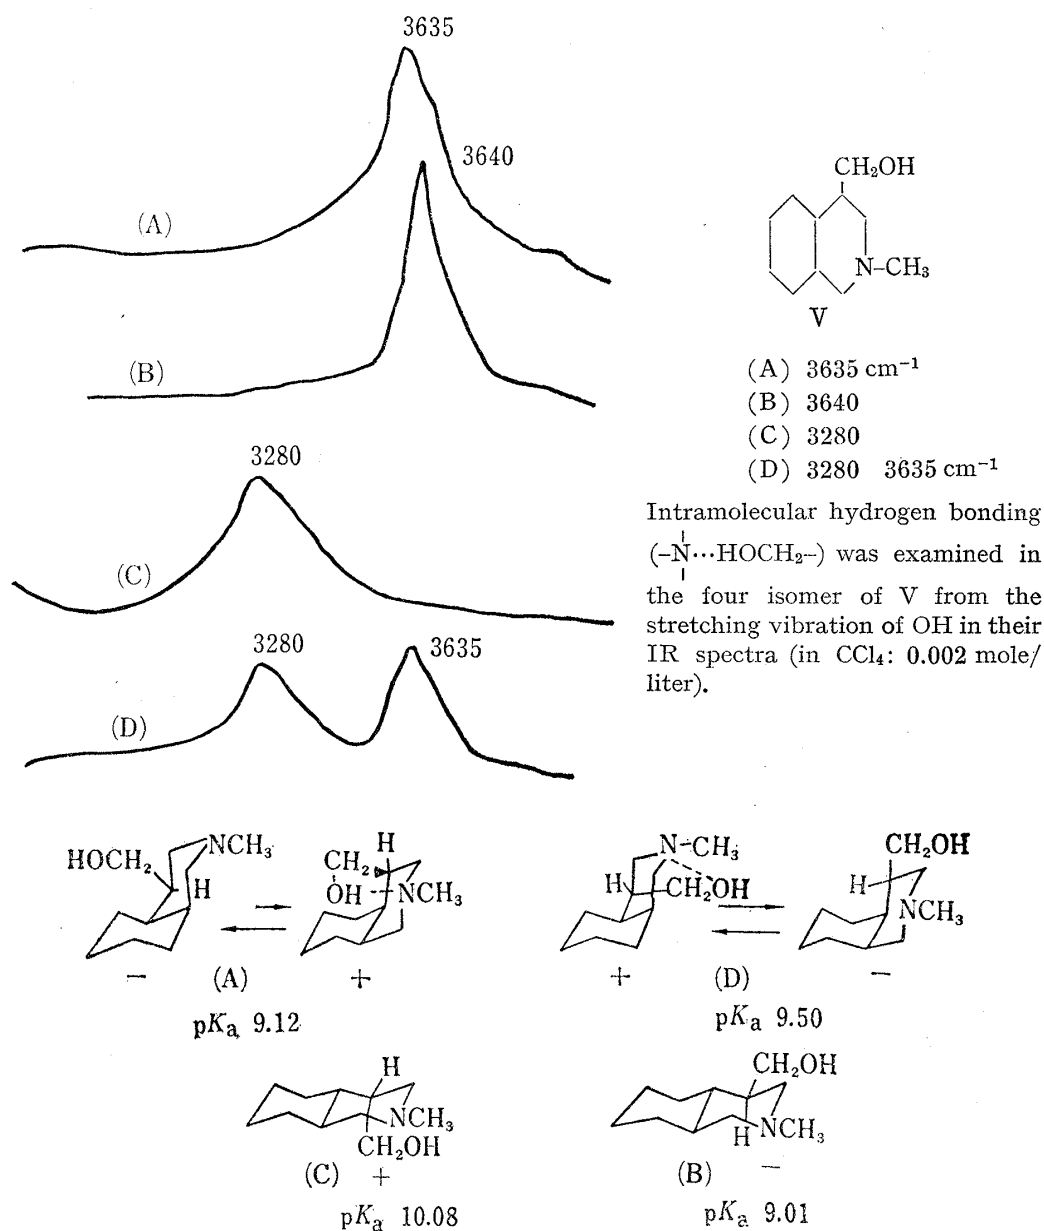 3635
3640
(A)
(B)
3280
(C)
3280
3635
(D)
CH₂OH
N-CH₃
V
(A) 3635 cm⁻¹
(B) 3640
(C) 3280
(D) 3280 3635 cm⁻¹
Intramolecular hydrogen bonding
(-N···HOCH₂-) was examined in
the four isomer of V from the
stretching vibration of OH in their
IR spectra (in CCl₄: 0.002 mole/
liter).
HOCH₂ NCH₃ H
− (A) +
CH₂ H OH NCH₃
pKa 9.12
N-CH₃ H CH₂OH
+ (D) −
CH₂OH H NCH₃
pKa 9.50
H NCH₃ CH₂OH
(C) +
pKa 10.08
CH₂OH H NCH₃
(B) −
pKa 9.01